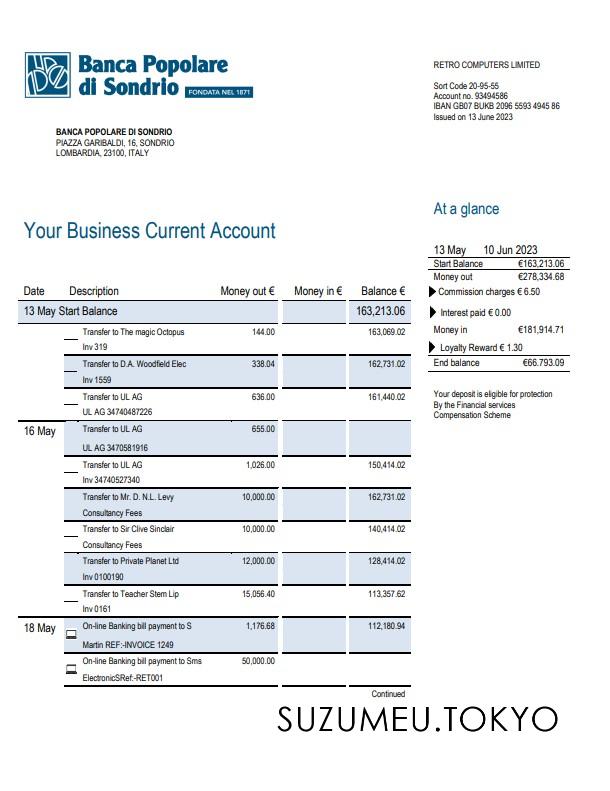 Banca Popolare
di Sondrio FONDATA NEL 1871
BANCA POPOLARE DI SONDRIO
PIAZZA GARIBALDI, 16, SONDRIO
LOMBARDIA, 23100, ITALY
RETRO COMPUTERS LIMITED
Sort Code 20-95-55
Account no. 93494586
IBAN GB07 BUKB 2096 5593 4945 86
Issued on 13 June 2023
Your Business Current Account
Date Description Money out € Money in € Balance €
13 May Start Balance 163,213.06
Transfer to The magic Octopus 144.00 163,069.02
Inv 319
Transfer to D.A. Woodfield Elec 338.04 162,731.02
Inv 1559
Transfer to UL AG 636.00 161,440.02
UL AG 34740487226
16 May Transfer to UL AG 655.00
UL AG 3470581916
Transfer to UL AG 1,026.00 150,414.02
Inv 34740527340
Transfer to Mr. D. N.L. Levy 10,000.00 162,731.02
Consultancy Fees
Transfer to Sir Clive Sinclair 10,000.00 140,414.02
Consultancy Fees
Transfer to Private Planet Ltd 12,000.00 128,414.02
Inv 0100190
Transfer to Teacher Stem Lip 15,056.40 113,357.62
Inv 0161
18 May On-line Banking bill payment to S 1,176.68 112,180.94
Martin REF:-INVOICE 1249
On-line Banking bill payment to Sms 50,000.00
ElectronicSRef:-RET001
Continued
At a glance
13 May 10 Jun 2023
Start Balance €163,213.06
Money out €278,334.68
Commission charges € 6.50
Interest paid € 0.00
Money in €181,914.71
Loyalty Reward € 1.30
End balance €66.793.09
Your deposit is eligible for protection
By the Financial services
Compensation Scheme
SUZUMEU.TOKYO